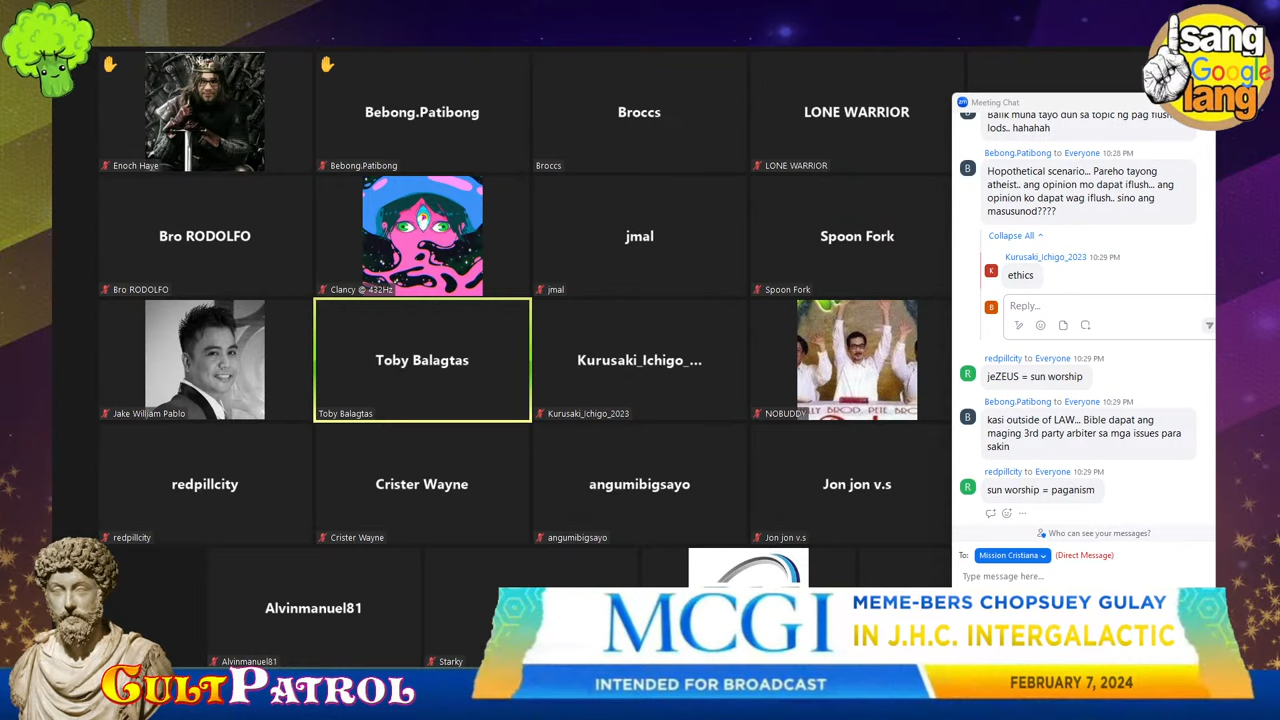 Isang
Google
lang
Enoch Haye
Bebong.Patibong
Bebong.Patibong
Broccs
Broccs
LONE WARRIOR
LONE WARRIOR
Bro RODOLFO
Bro RODOLFO
Clancy @ 432Hz
jmal
jmal
Spoon Fork
Spoon Fork
Jake William Pablo
Toby Balagtas
Toby Balagtas
Kurusaki_Ichigo_...
Kurusaki_Ichigo_2023
ALLY BROD, PETE, BRO
NOBUDDY
redpillcity
redpillcity
Crister Wayne
Crister Wayne
angumibigsayo
angumibigsayo
Jon jon v.s
Jon jon v.s
Alvinmanuel81
Alvinmanuel81
Starky
zm Meeting Chat
Balik muna tayo dun sa topic ng pag flush
lods.. hahahah
Bebong.Patibong to Everyone 10:28 PM
B
Hopothetical scenario... Pareho tayong
atheist.. ang opinion mo dapat iflush... ang
opinion ko dapat wag iflush.. sino ang
masusunod????
Collapse All
Kurusaki_Ichigo_2023 10:29 PM
K
ethics
B
Reply...
redpillcity to Everyone 10:29 PM
R
jeZEUS = sun worship
Bebong.Patibong to Everyone 10:29 PM
B
kasi outside of LAW... Bible dapat ang
maging 3rd party arbiter sa mga issues para
sakin
redpillcity to Everyone 10:29 PM
R
sun worship = paganism
...
Who can see your messages?
To: Mission Cristiana (Direct Message)
Type message here...
CULTPATROL
MCGI
MEME-BERS CHOPSUEY GULAY
IN J.H.C. INTERGALACTIC
INTENDED FOR BROADCAST
FEBRUARY 7, 2024